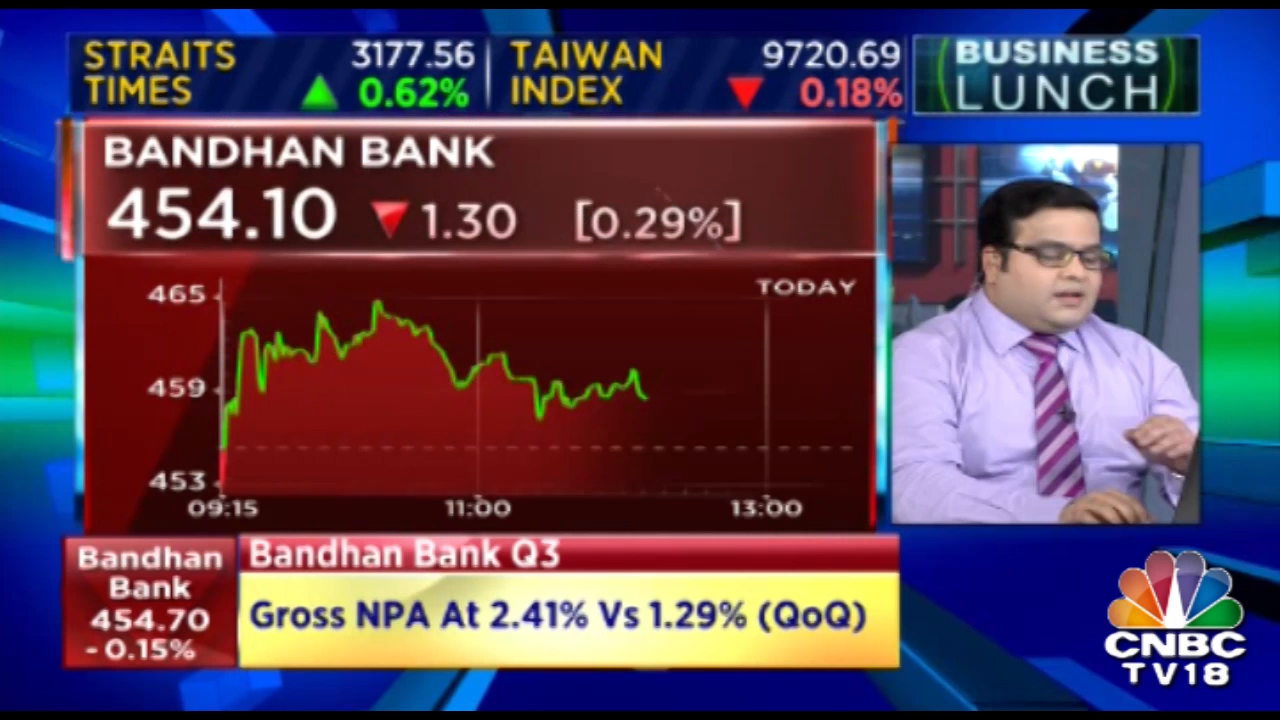 STRAITS TIMES
3177.56
▲ 0.62%
TAIWAN INDEX
9720.69
▼ 0.18%
BUSINESS
LUNCH
BANDHAN BANK
454.10 ▼ 1.30 [0.29%]
TODAY
465
459
453
09:15 11:00 13:00
Bandhan
Bank
454.70
- 0.15%
Bandhan Bank Q3
Gross NPA At 2.41% Vs 1.29% (QoQ)
CNBC
TV18